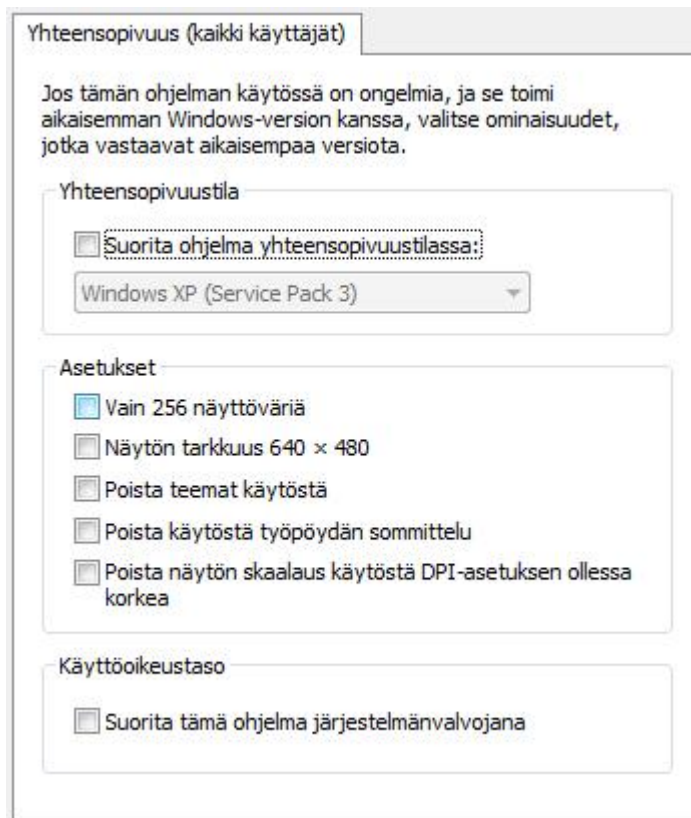 Yhteensopivuus (kaikki käyttäjät)
Jos tämän ohjelman käytössä on ongelmia, ja se toimi
aikaisemman Windows-version kanssa, valitse ominaisuudet,
jotka vastaavat aikaisempaa versiota.
Yhteensopivuustila
Suorita ohjelma yhteensopivuustilassa:
Windows XP (Service Pack 3)
Asetukset
Vain 256 näyttöväriä
Näytön tarkkuus 640 × 480
Poista teemat käytöstä
Poista käytöstä työpöydän sommittelu
Poista näytön skaalaus käytöstä DPI-asetuksen ollessa
korkea
Käyttöoikeustaso
Suorita tämä ohjelma järjestelmänvalvojana